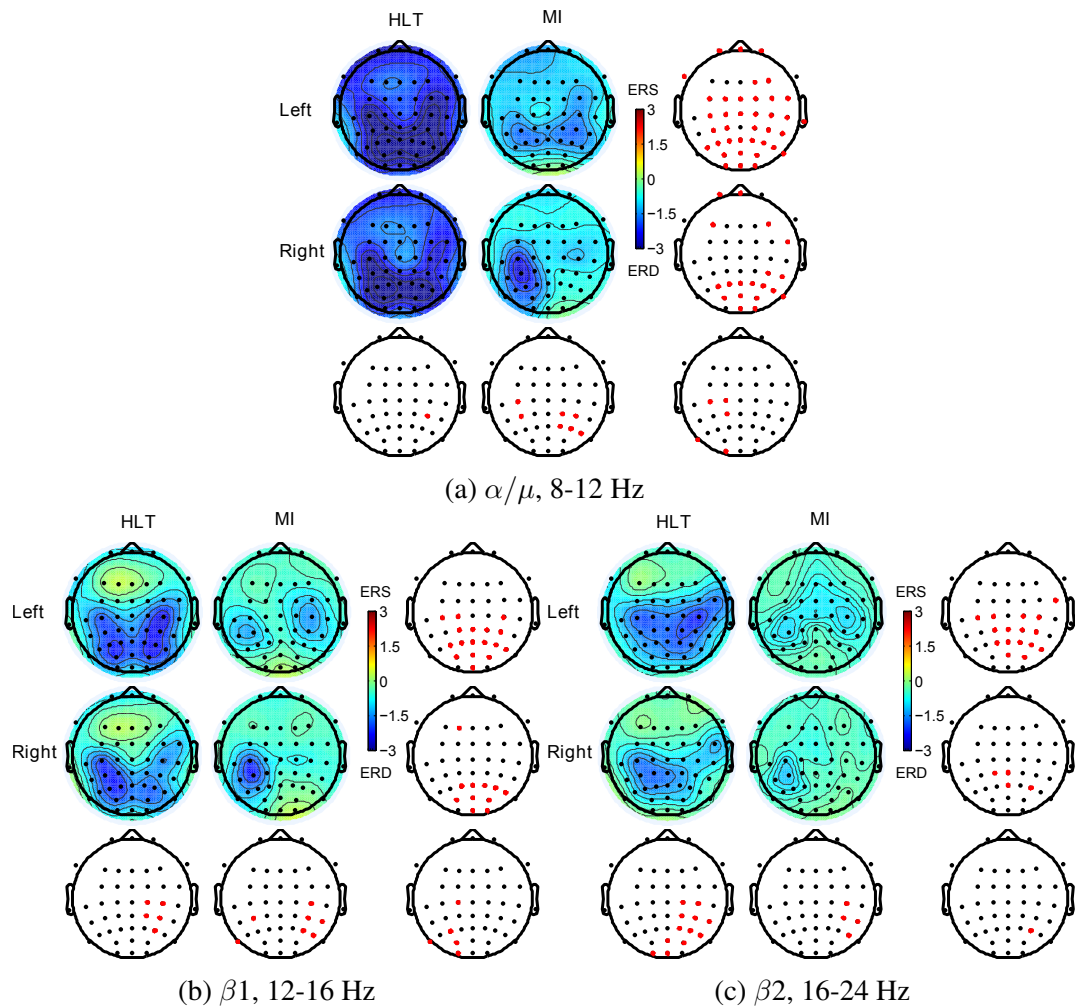 HLT MI
Left
ERS
3
1.5
0
−1.5
−3
ERD
Right
(a) α/μ, 8-12 Hz
HLT MI
Left
ERS
3
1.5
0
−1.5
−3
ERD
Right
(b) β1, 12-16 Hz
HLT MI
Left
ERS
3
1.5
0
−1.5
−3
ERD
Right
(c) β2, 16-24 Hz